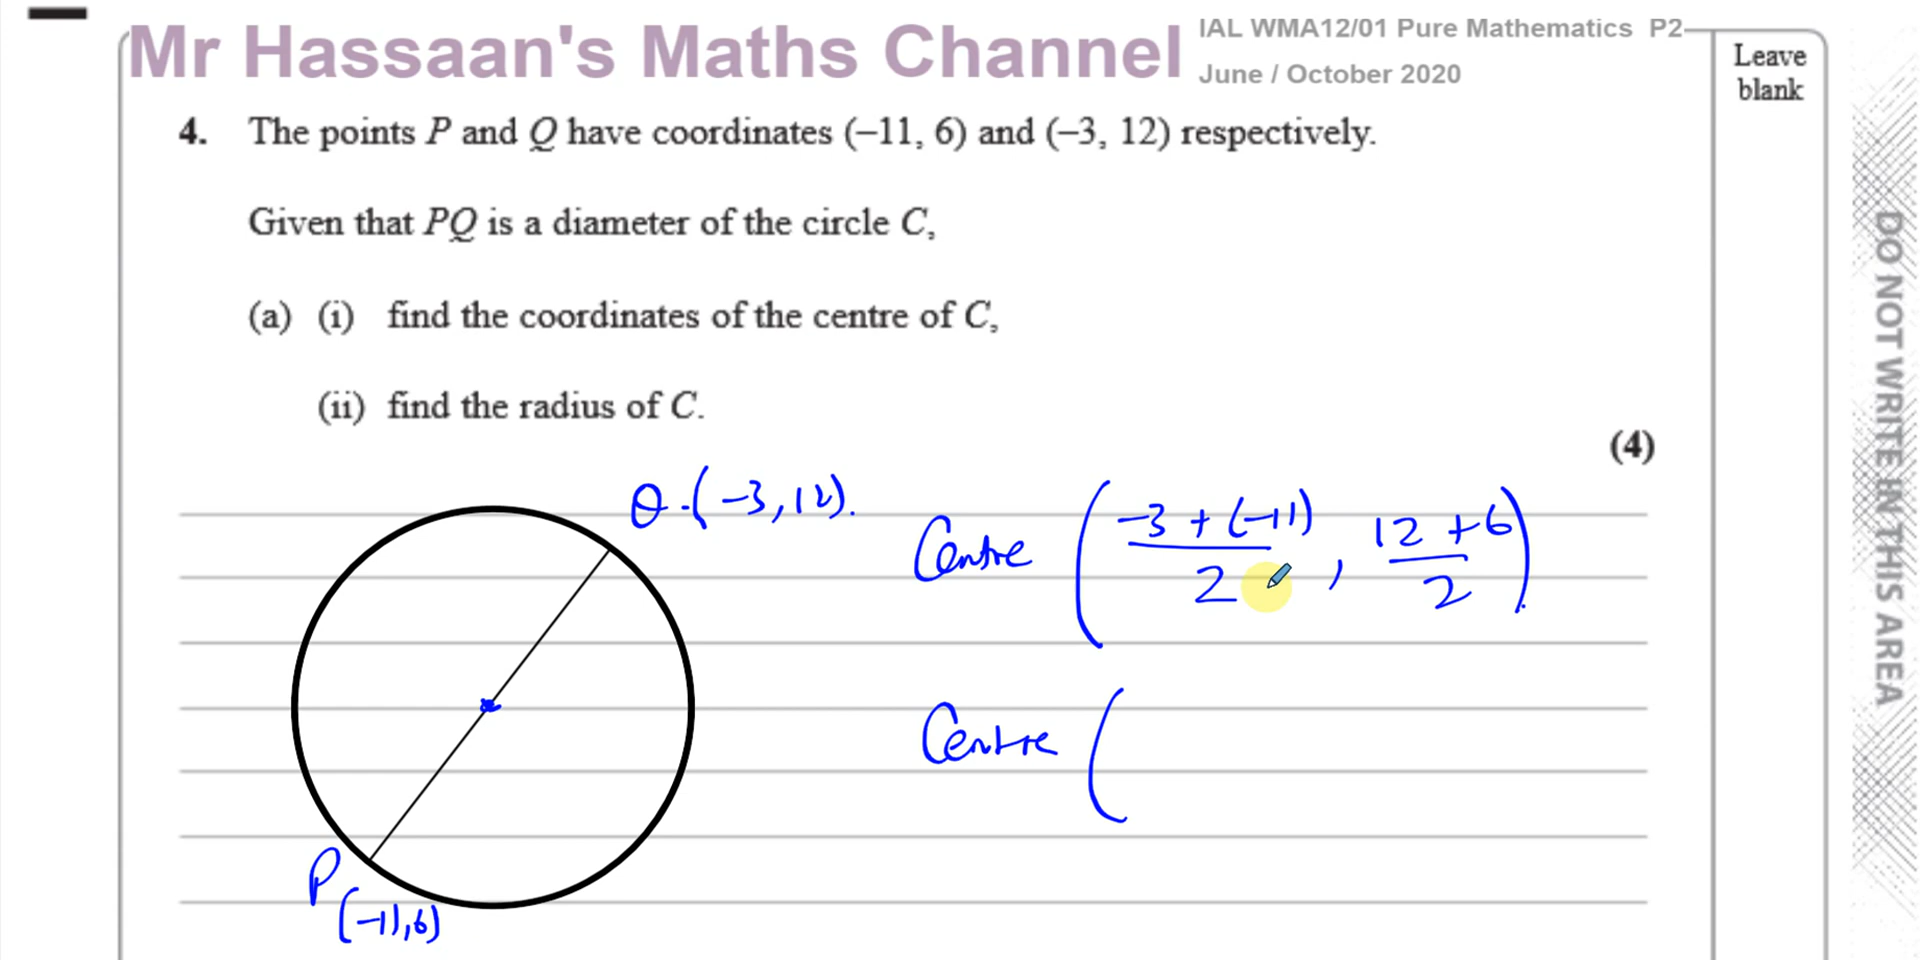 Mr Hassaan's Maths Channel
IAL WMA12/01 Pure Mathematics P2
June / October 2020
Leave
blank
4. The points P and Q have coordinates (−11, 6) and (−3, 12) respectively.
Given that PQ is a diameter of the circle C,
(a) (i) find the coordinates of the centre of C,
(ii) find the radius of C.
(4)
Q.(-3,12).
Centre ( -3 + (-11) / 2 , 12 + 6 / 2 )
Centre (
P
(-11,6)
DO NOT WRITE IN THIS AREA